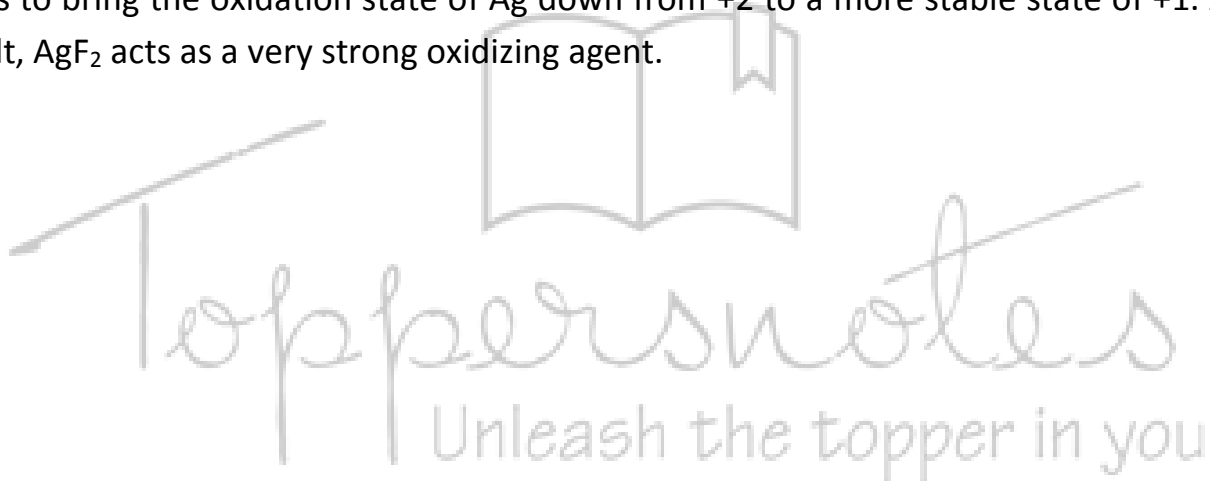 s to bring the oxidation state of Ag down from +2 to a more stable state of +1.
lt, AgF₂ acts as a very strong oxidizing agent.
Toppersnotes
Unleash the topper in you